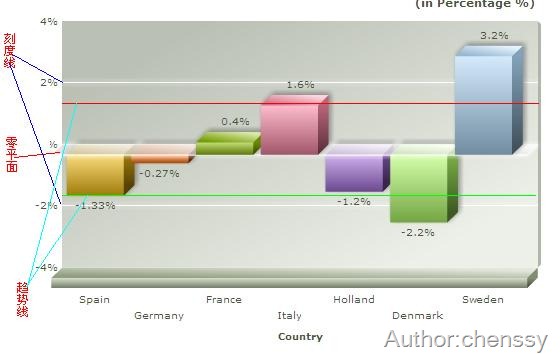 (in Percentage %)
4%
刻度线
3.2%
2%
1.6%
0.4%
零平面
%
-0.27%
-1.33%
-1.2%
-2%
-2.2%
-4%
趋势线
Spain
Germany
France
Italy
Holland
Denmark
Sweden
Country
Author:chenssy